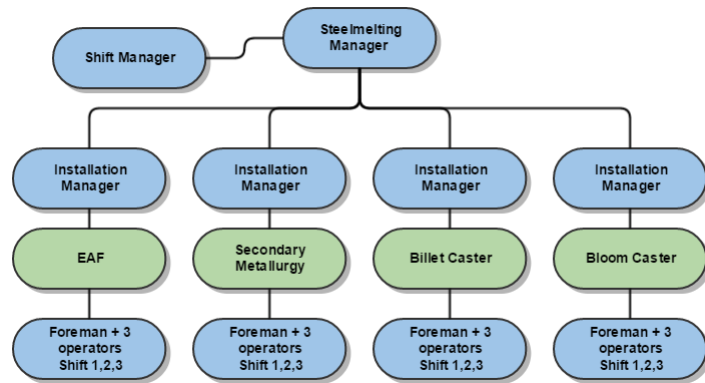 Steelmelting
Manager
Shift Manager
Installation
Manager
Installation
Manager
Installation
Manager
Installation
Manager
EAF
Secondary
Metallurgy
Billet Caster
Bloom Caster
Foreman + 3
operators
Shift 1,2,3
Foreman + 3
operators
Shift 1,2,3
Foreman + 3
operators
Shift 1,2,3
Foreman + 3
operators
Shift 1,2,3